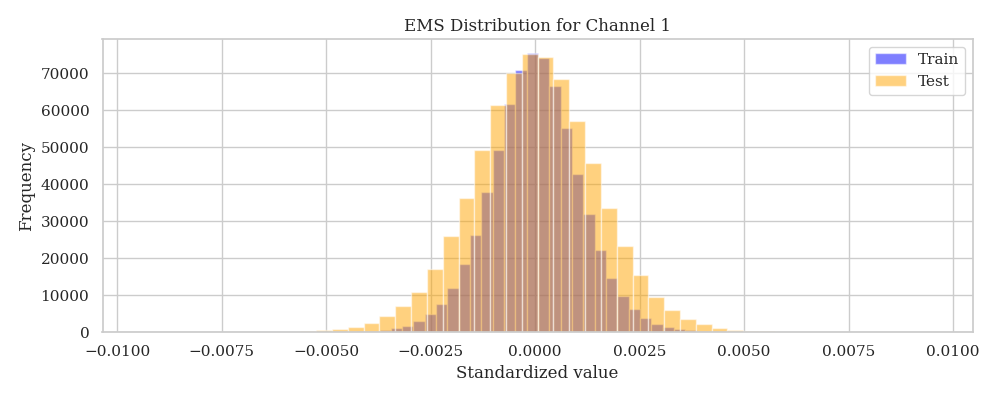 EMS Distribution for Channel 1
Train
Test
Frequency
70000
60000
50000
40000
30000
20000
10000
0
−0.0100 −0.0075 −0.0050 −0.0025 0.0000 0.0025 0.0050 0.0075 0.0100
Standardized value